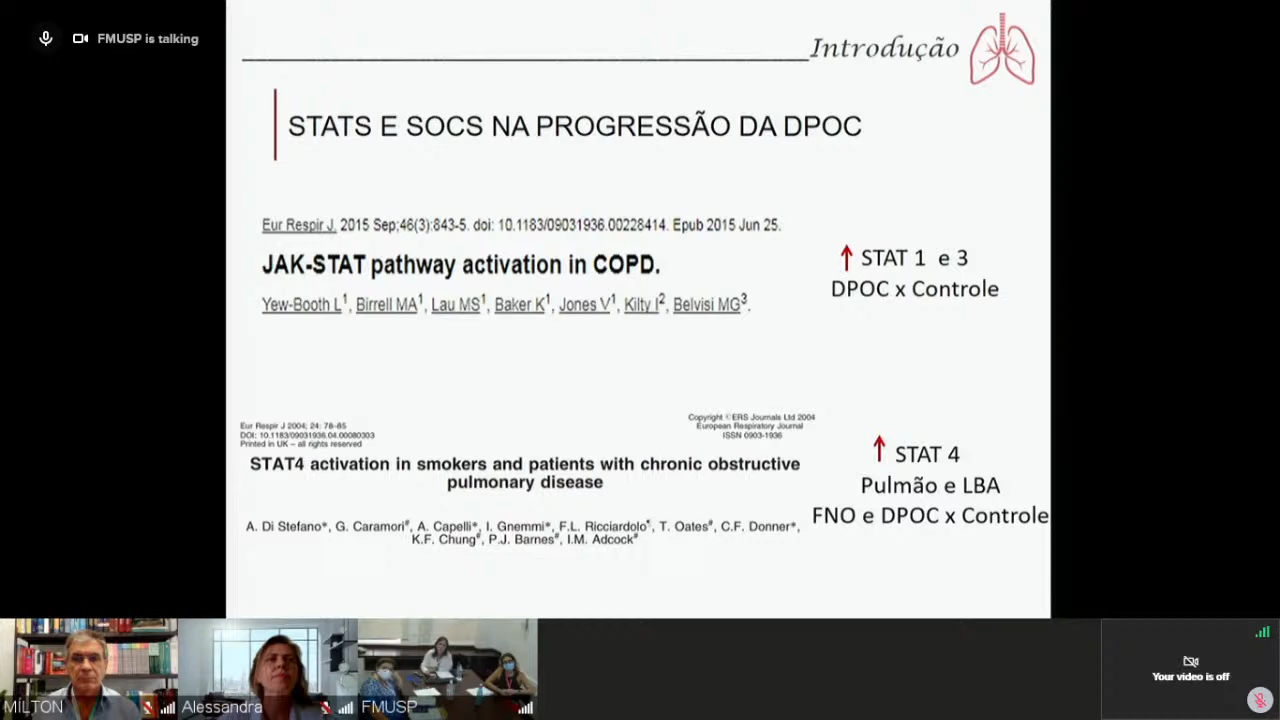 FMUSP is talking
Introdução
STATS E SOCS NA PROGRESSÃO DA DPOC
Eur Respir J. 2015 Sep;46(3):843-5. doi: 10.1183/09031936.00228414. Epub 2015 Jun 25.
JAK-STAT pathway activation in COPD.
Yew-Booth L1, Birrell MA1, Lau MS1, Baker K1, Jones V1, Kilty I2, Belvisi MG3.
↑ STAT 1 e 3
DPOC x Controle
Eur Respir J 2004; 24: 78–85
DOI: 10.1183/09031936.04.00080303
Printed in UK – all rights reserved
Copyright ©ERS Journals Ltd 2004
European Respiratory Journal
ISSN 0903-1936
STAT4 activation in smokers and patients with chronic obstructive
pulmonary disease
A. Di Stefano*, G. Caramori#, A. Capelli*, I. Gnemmi*, F.L. Ricciardolo¶, T. Oates#, C.F. Donner*,
K.F. Chung#, P.J. Barnes#, I.M. Adcock#
↑ STAT 4
Pulmão e LBA
FNO e DPOC x Controle
MILTON
Alessandra
FMUSP
Your video is off